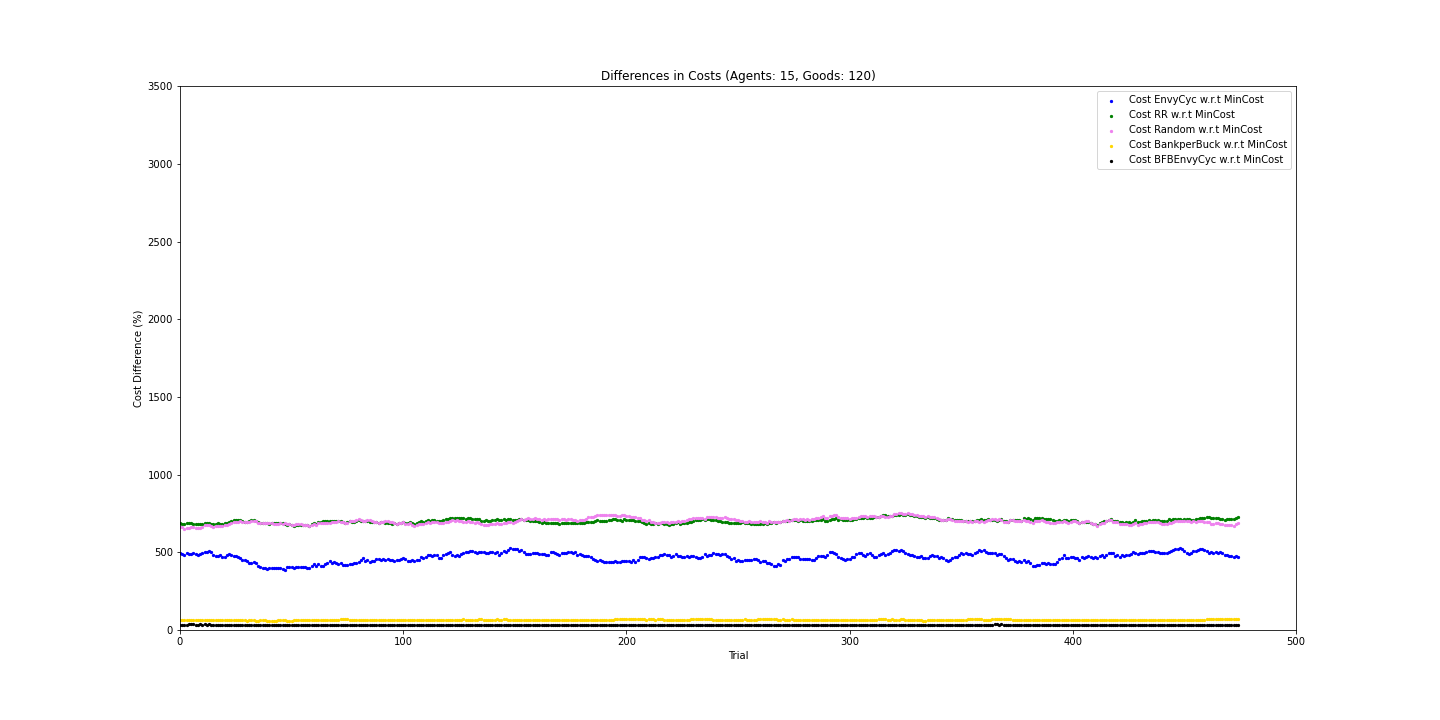 Differences in Costs (Agents: 15, Goods: 120)
3500
3000
2500
2000
1500
1000
500
0
Cost Difference (%)
Cost EnvyCyc w.r.t MinCost
Cost RR w.r.t MinCost
Cost Random w.r.t MinCost
Cost BankperBuck w.r.t MinCost
Cost BFBEnvyCyc w.r.t MinCost
0 100 200 300 400 500
Trial